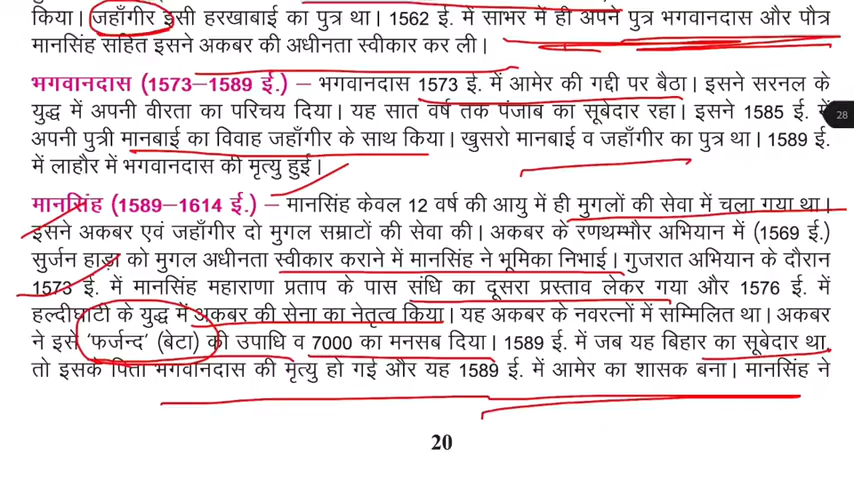 किया। जहाँगीर इसी हरखाबाई का पुत्र था। 1562 ई. में साभर में ही अपने पुत्र भगवानदास और पौत्र
मानसिंह सहित इसने अकबर की अधीनता स्वीकार कर ली।
भगवानदास (1573–1589 ई.) – भगवानदास 1573 ई. में आमेर की गद्दी पर बैठा। इसने सरनल के
युद्ध में अपनी वीरता का परिचय दिया। यह सात वर्ष तक पंजाब का सूबेदार रहा। इसने 1585 ई. में
28
अपनी पुत्री मानबाई का विवाह जहाँगीर के साथ किया। खुसरो मानबाई व जहाँगीर का पुत्र था। 1589 ई.
में लाहौर में भगवानदास की मृत्यु हुई।
मानसिंह (1589–1614 ई.) – मानसिंह केवल 12 वर्ष की आयु में ही मुगलों की सेवा में चला गया था।
इसने अकबर एवं जहाँगीर दो मुगल सम्राटों की सेवा की। अकबर के रणथम्भौर अभियान में (1569 ई.)
सुर्जन हाड़ा को मुगल अधीनता स्वीकार कराने में मानसिंह ने भूमिका निभाई। गुजरात अभियान के दौरान
1573 ई. में मानसिंह महाराणा प्रताप के पास संधि का दूसरा प्रस्ताव लेकर गया और 1576 ई. में
हल्दीघाटी के युद्ध में अकबर की सेना का नेतृत्व किया। यह अकबर के नवरत्नों में सम्मिलित था। अकबर
ने इसे 'फर्जन्द' (बेटा) की उपाधि व 7000 का मनसब दिया। 1589 ई. में जब यह बिहार का सूबेदार था,
तो इसके पिता भगवानदास की मृत्यु हो गई और यह 1589 ई. में आमेर का शासक बना। मानसिंह ने
20